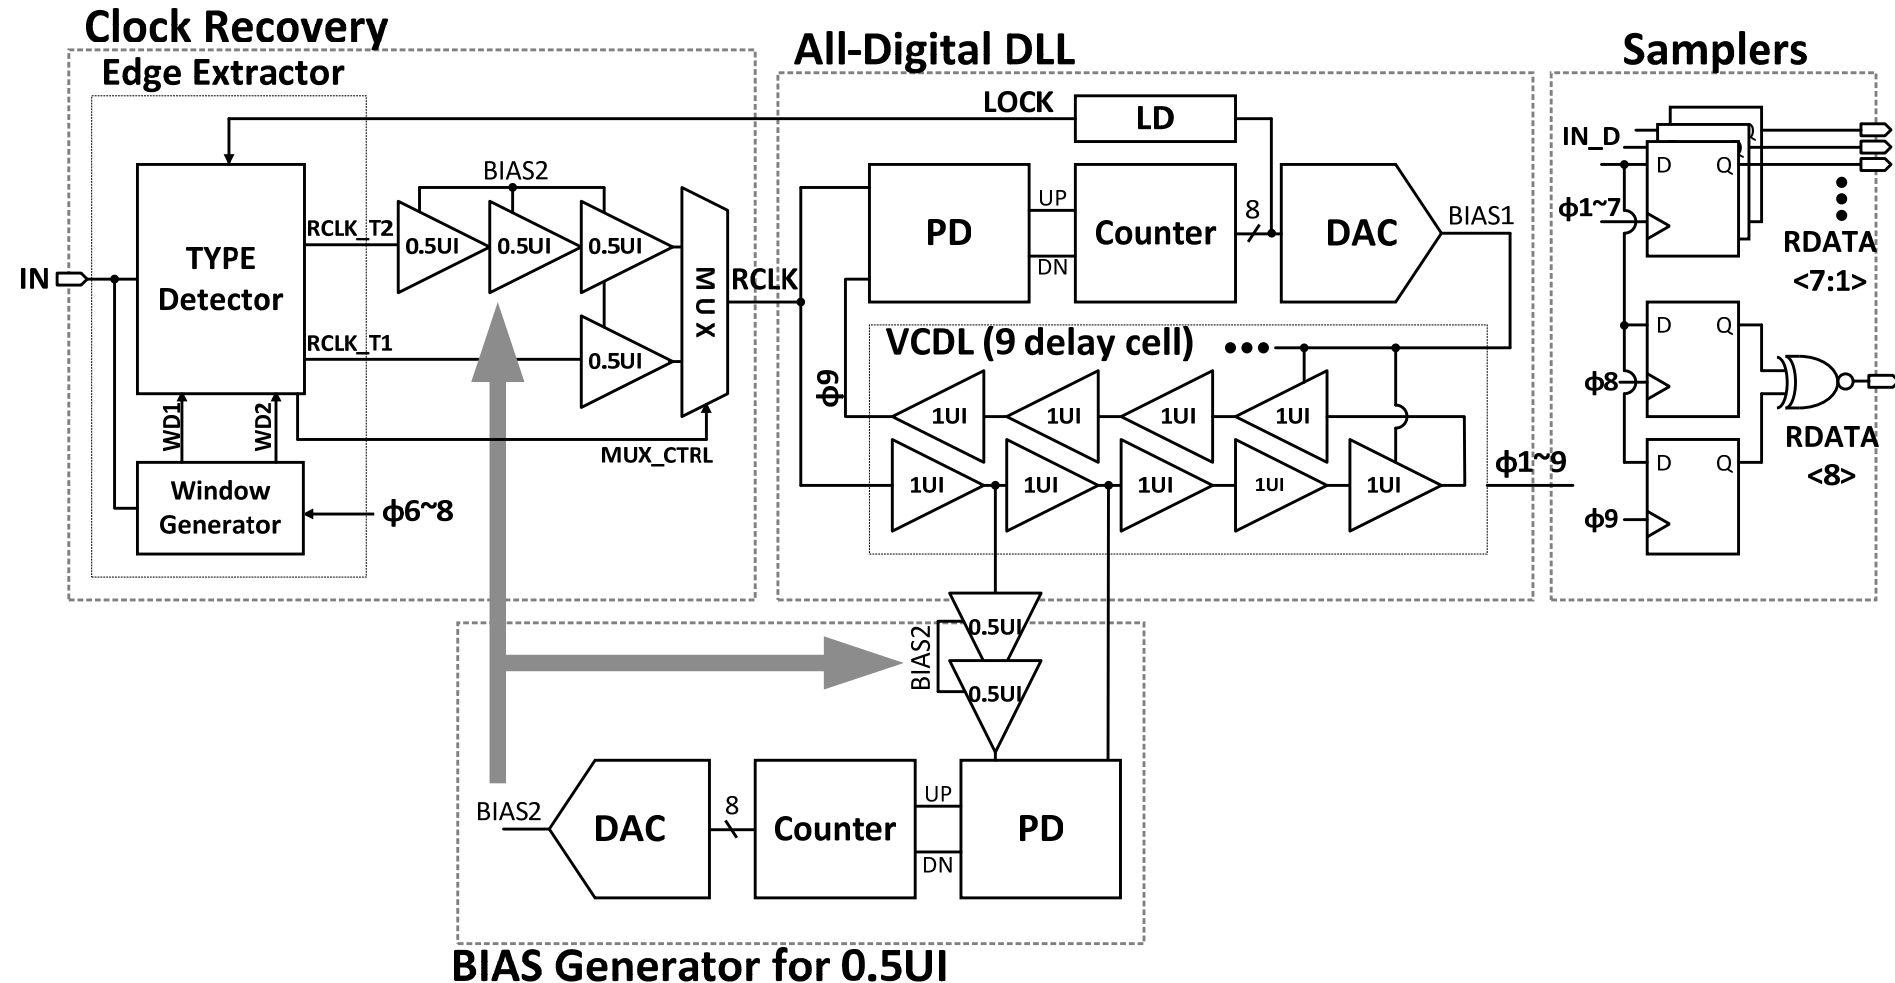 Clock Recovery
Edge Extractor
IN
TYPE
Detector
WD1
WD2
Window
Generator
ϕ6~8
RCLK_T2
RCLK_T1
BIAS2
0.5UI
0.5UI
0.5UI
0.5UI
MUX
MUX_CTRL
RCLK
All-Digital DLL
LOCK
LD
PD
UP
DN
Counter
8
DAC
BIAS1
VCDL (9 delay cell)
ϕ9
1UI
1UI
1UI
1UI
1UI
1UI
1UI
1UI
1UI
ϕ1~9
Samplers
IN_D
D
Q
Q
Q
ϕ1~7
RDATA
<7:1>
D
Q
ϕ8
RDATA
<8>
D
Q
ϕ9
BIAS2
0.5UI
0.5UI
BIAS2
DAC
8
Counter
UP
DN
PD
BIAS Generator for 0.5UI